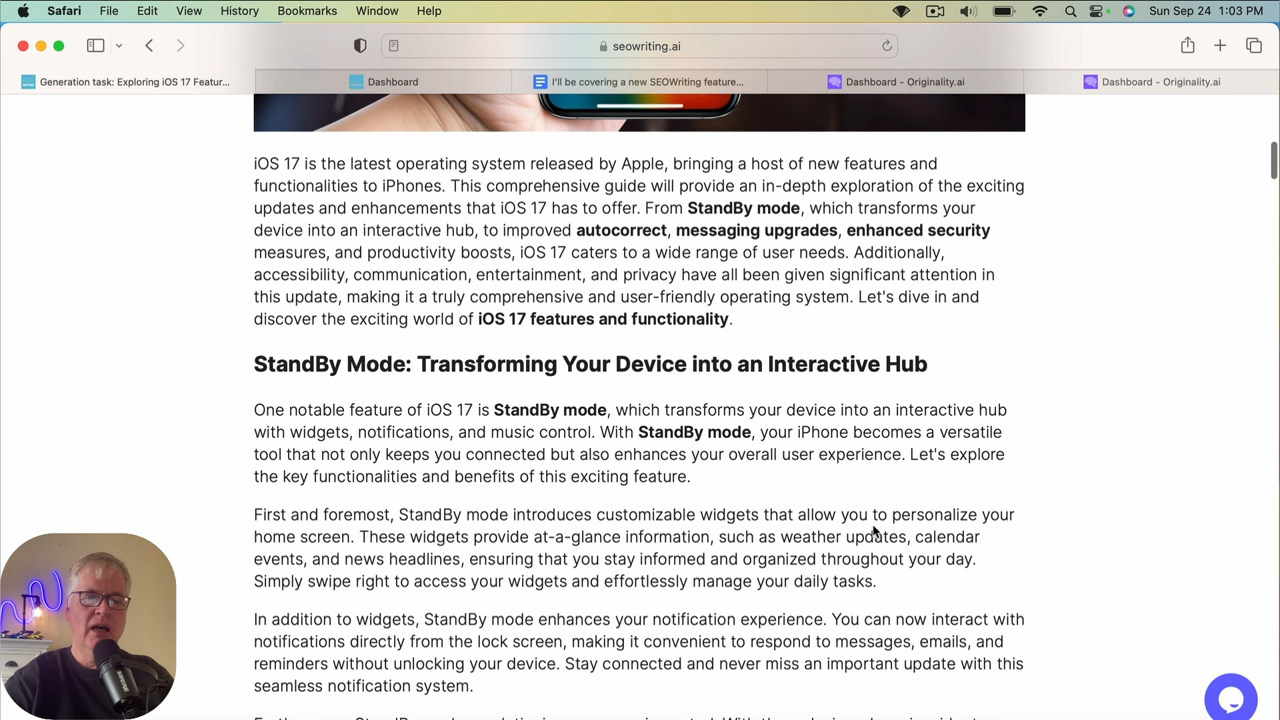 Safari File Edit View History Bookmarks Window Help Sun Sep 24 1:03 PM
seowriting.ai
Generation task: Exploring iOS 17 Featur... Dashboard I'll be covering a new SEOWriting feature... Dashboard - Originality.ai Dashboard - Originality.ai
iOS 17 is the latest operating system released by Apple, bringing a host of new features and
functionalities to iPhones. This comprehensive guide will provide an in-depth exploration of the exciting
updates and enhancements that iOS 17 has to offer. From StandBy mode, which transforms your
device into an interactive hub, to improved autocorrect, messaging upgrades, enhanced security
measures, and productivity boosts, iOS 17 caters to a wide range of user needs. Additionally,
accessibility, communication, entertainment, and privacy have all been given significant attention in
this update, making it a truly comprehensive and user-friendly operating system. Let's dive in and
discover the exciting world of iOS 17 features and functionality.
StandBy Mode: Transforming Your Device into an Interactive Hub
One notable feature of iOS 17 is StandBy mode, which transforms your device into an interactive hub
with widgets, notifications, and music control. With StandBy mode, your iPhone becomes a versatile
tool that not only keeps you connected but also enhances your overall user experience. Let's explore
the key functionalities and benefits of this exciting feature.
First and foremost, StandBy mode introduces customizable widgets that allow you to personalize your
home screen. These widgets provide at-a-glance information, such as weather updates, calendar
events, and news headlines, ensuring that you stay informed and organized throughout your day.
Simply swipe right to access your widgets and effortlessly manage your daily tasks.
In addition to widgets, StandBy mode enhances your notification experience. You can now interact with
notifications directly from the lock screen, making it convenient to respond to messages, emails, and
reminders without unlocking your device. Stay connected and never miss an important update with this
seamless notification system.